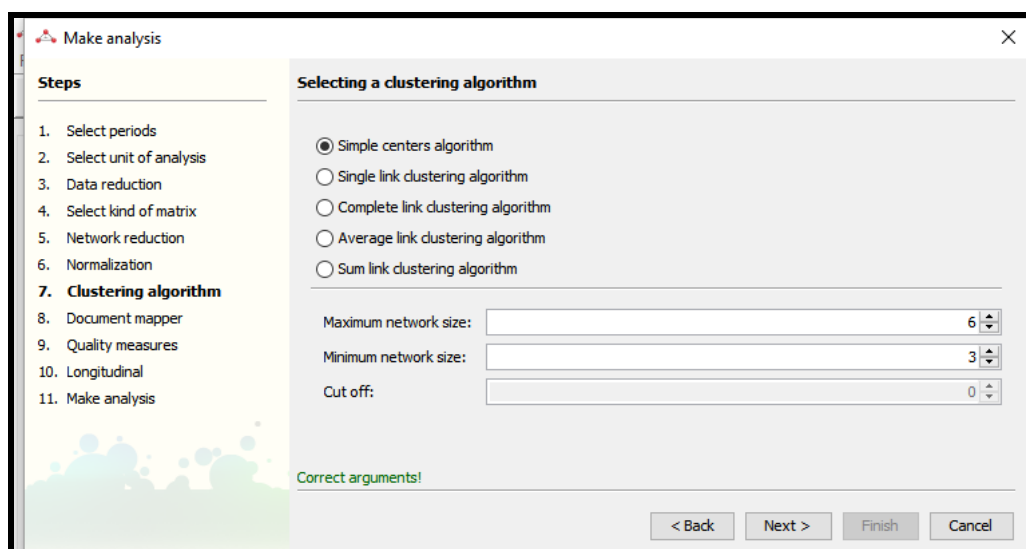 Make analysis
Steps
1. Select periods
2. Select unit of analysis
3. Data reduction
4. Select kind of matrix
5. Network reduction
6. Normalization
7. Clustering algorithm
8. Document mapper
9. Quality measures
10. Longitudinal
11. Make analysis
Selecting a clustering algorithm
Simple centers algorithm
Single link clustering algorithm
Complete link clustering algorithm
Average link clustering algorithm
Sum link clustering algorithm
Maximum network size: 6
Minimum network size: 3
Cut off: 0
Correct arguments!
< Back Next > Finish Cancel